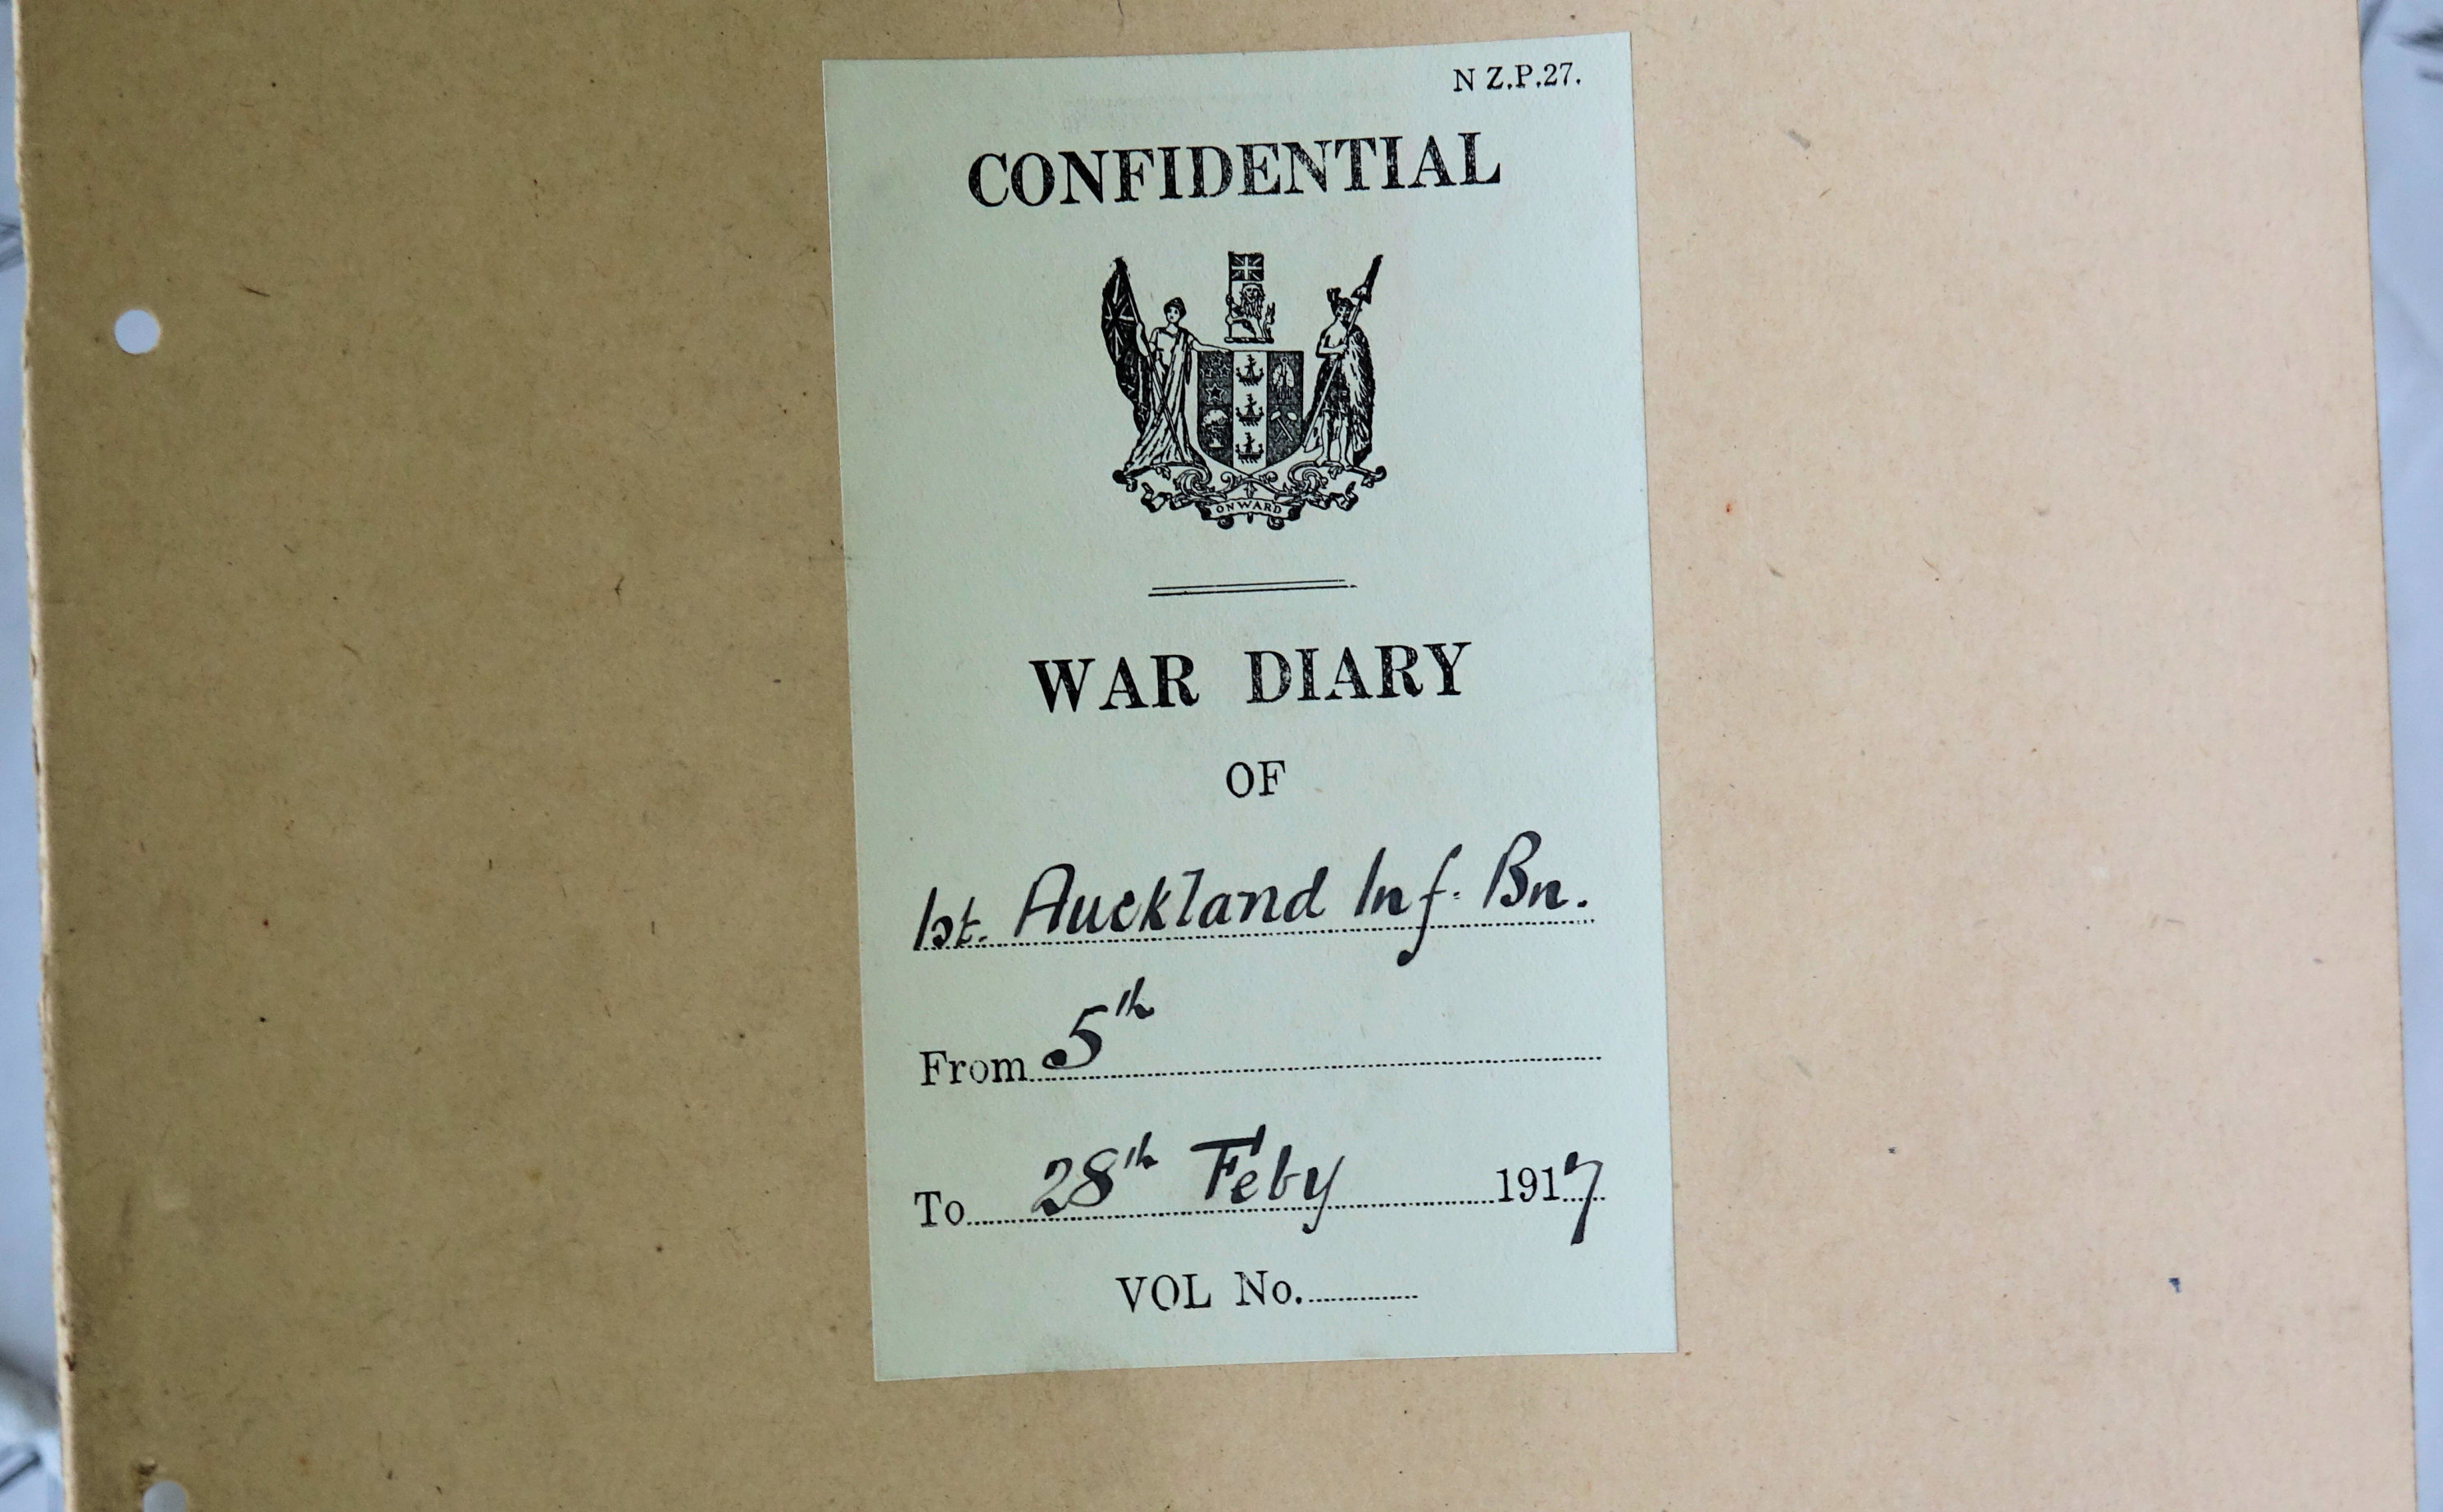 N Z.P.27.
CONFIDENTIAL
ONWARD
WAR DIARY
OF
1st. Auckland Inf. Bn.
From 5th
To 28th Feby 1917
VOL No.